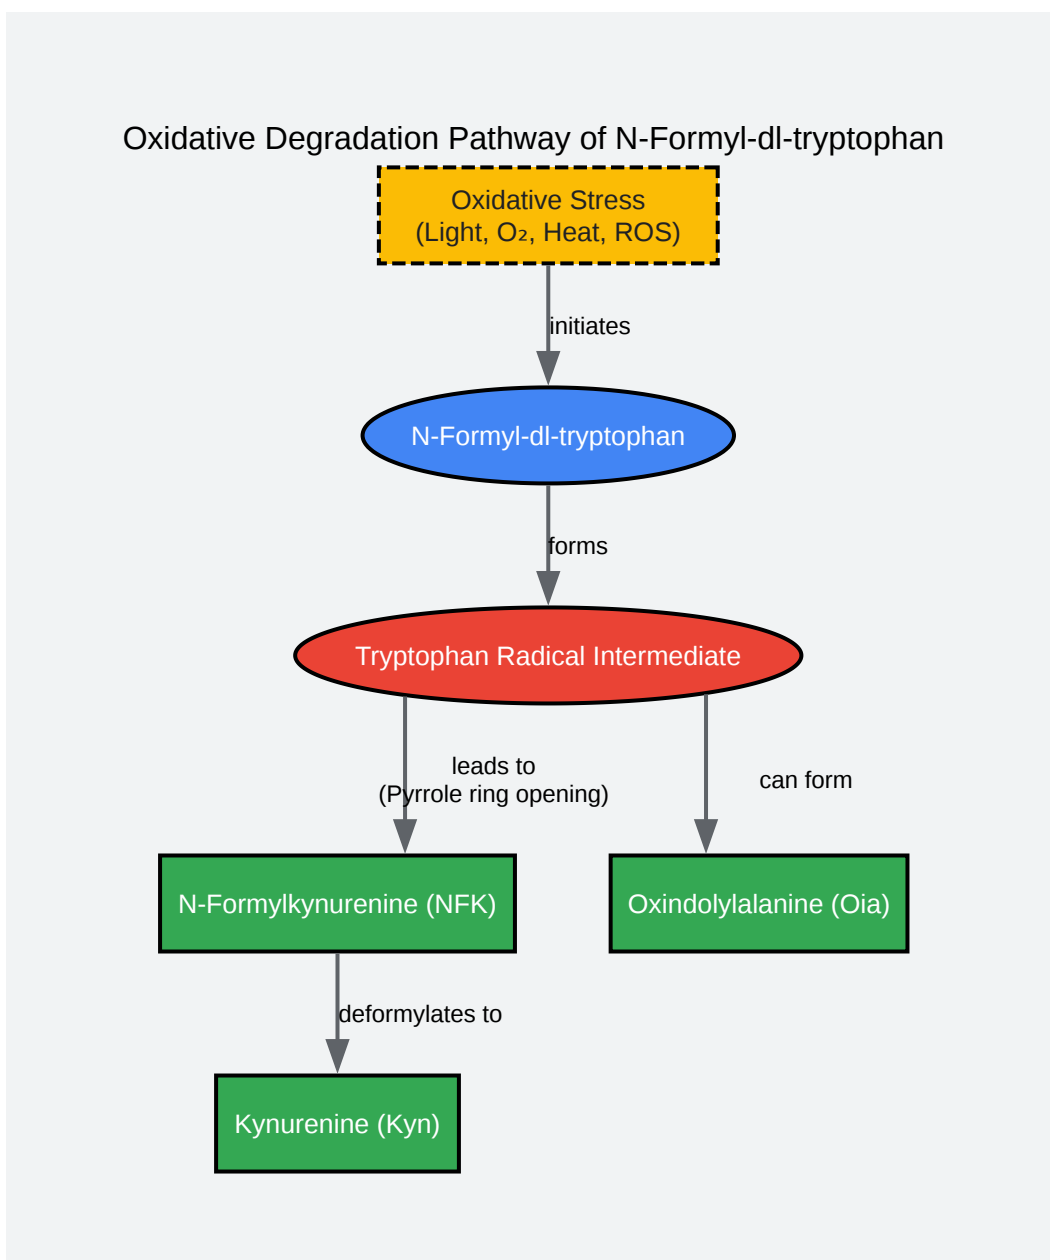 Oxidative Degradation Pathway of N-Formyl-dl-tryptophan
Oxidative Stress
(Light, O₂, Heat, ROS)
initiates
N-Formyl-dl-tryptophan
forms
Tryptophan Radical Intermediate
leads to
(Pyrrole ring opening)
can form
N-Formylkynurenine (NFK)
Oxindolylalanine (Oia)
deformylates to
Kynurenine (Kyn)